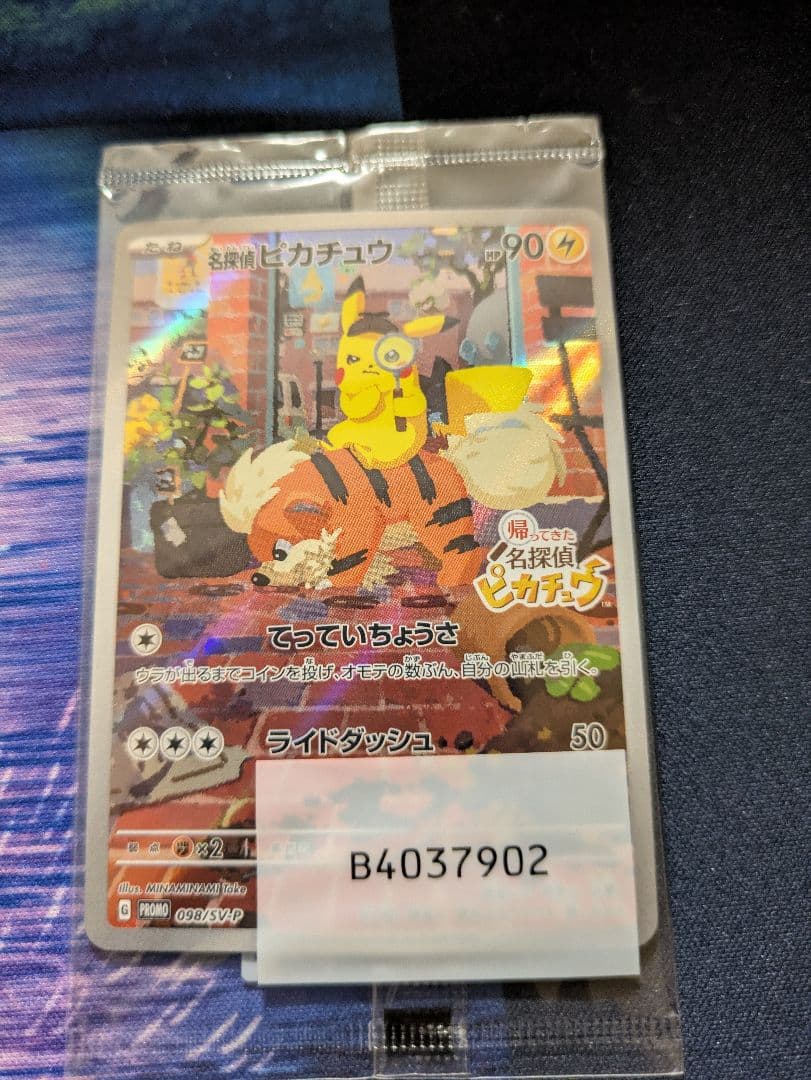 たね 名探偵ピカチュウ HP90
帰ってきた
名探偵
ピカチュウ™
てっていちょうさ
ウラが出るまでコインを投げ、オモテの数ぶん、自分の山札を引く。
ライドダッシュ 50
弱点 ×2
B4037902
illus. MINAMINAMI Take
G PROMO 098/SV-P